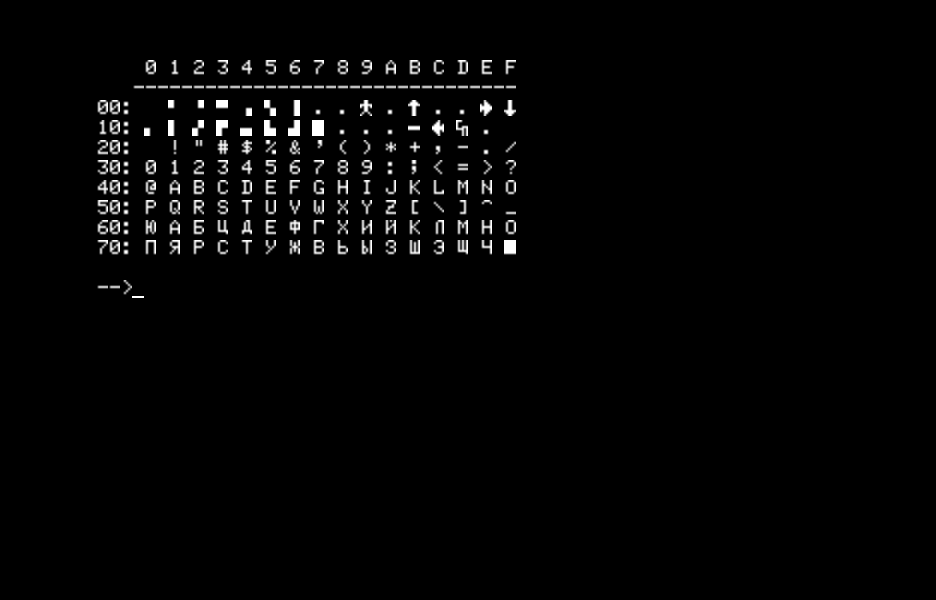 0 1 2 3 4 5 6 7 8 9 A B C D E F
------------------------------------
00: ▝ ▝ ▀ ▗ ▚ ▐ . . 웃 . ↑ . . → ↓
10: ▖ ▌ ▞ ▛ ▄ ▙ ▟ █ . . . - ← ↯ .
20: ! " # $ % & ' ( ) * + , - . /
30: 0 1 2 3 4 5 6 7 8 9 : ; < = > ?
40: @ A B C D E F G H I J K L M N O
50: P Q R S T U V W X Y Z [ \ ] ^ _
60: Ю А Б Ц Д Е Ф Г Х И Й К Л М Н О
70: П Я Р С Т У Ж В Ь Ы З Ш Э Щ Ч █
-->_